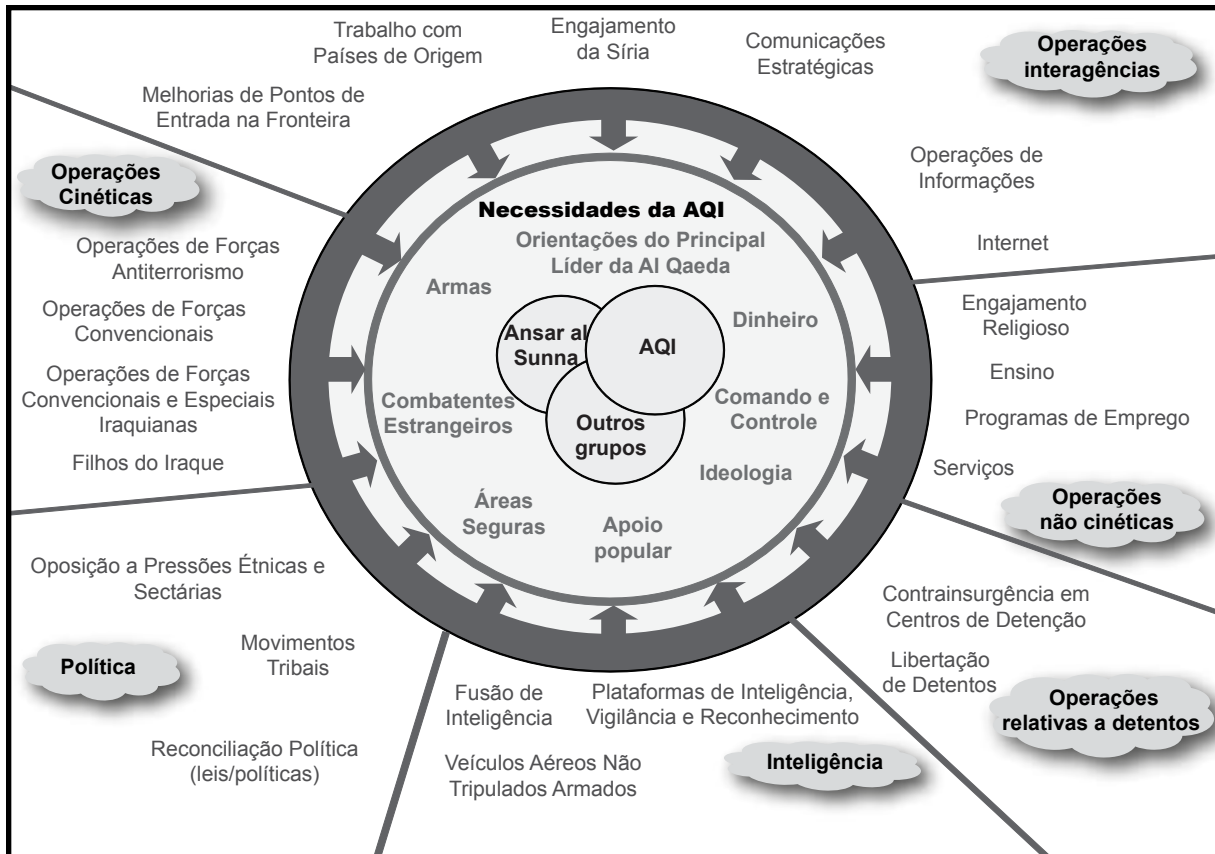 Trabalho com
Países de Origem
Engajamento
da Síria
Comunicações
Estratégicas
Operações
interagências
Melhorias de Pontos de
Entrada na Fronteira
Operações de
Informações
Internet
Operações
Cinéticas
Operações de Forças
Antiterrorismo
Operações de Forças
Convencionais
Operações de Forças
Convencionais e Especiais
Iraquianas
Filhos do Iraque
Necessidades da AQI
Orientações do Principal
Líder da Al Qaeda
Armas
Dinheiro
Ansar al
Sunna
AQI
Outros
grupos
Combatentes
Estrangeiros
Comando e
Controle
Ideologia
Áreas
Seguras
Apoio
popular
Engajamento
Religioso
Ensino
Programas de Emprego
Serviços
Operações
não cinéticas
Oposição a Pressões Étnicas e
Sectárias
Movimentos
Tribais
Política
Reconciliação Política
(leis/políticas)
Fusão de
Inteligência
Plataformas de Inteligência,
Vigilância e Reconhecimento
Veículos Aéreos Não
Tripulados Armados
Inteligência
Contrainsurgência em
Centros de Detenção
Libertação
de Detentos
Operações
relativas a detentos